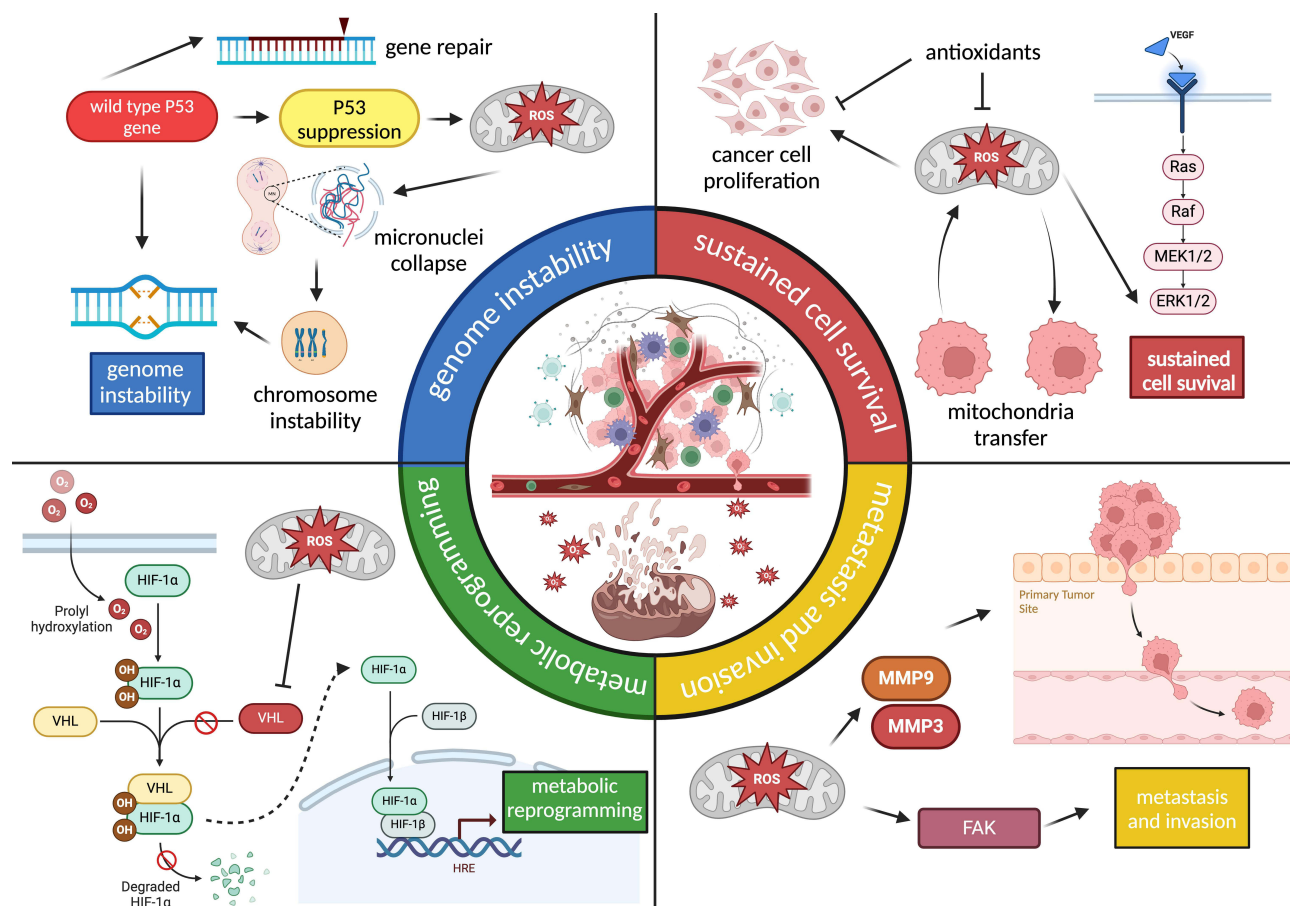 gene repair
wild type P53
gene
P53
suppression
ROS
MN
micronuclei
collapse
genome
instability
chromosome
instability
antioxidants
VEGF
cancer cell
proliferation
ROS
Ras
Raf
MEK1/2
ERK1/2
mitochondria
transfer
sustained
cell suvival
genome instability
sustained cell survival
metabolic reprogramming
metastasis and invasion
O₂
O₂
O₂
HIF-1α
Prolyl
hydroxylation
O₂
O₂
ROS
OH
OH
HIF-1α
VHL
VHL
VHL
OH
OH
HIF-1α
Degraded
HIF-1α
HIF-1α
HIF-1β
HIF-1α
HIF-1β
HRE
metabolic
reprogramming
Primary Tumor
Site
MMP9
MMP3
ROS
FAK
metastasis
and invasion